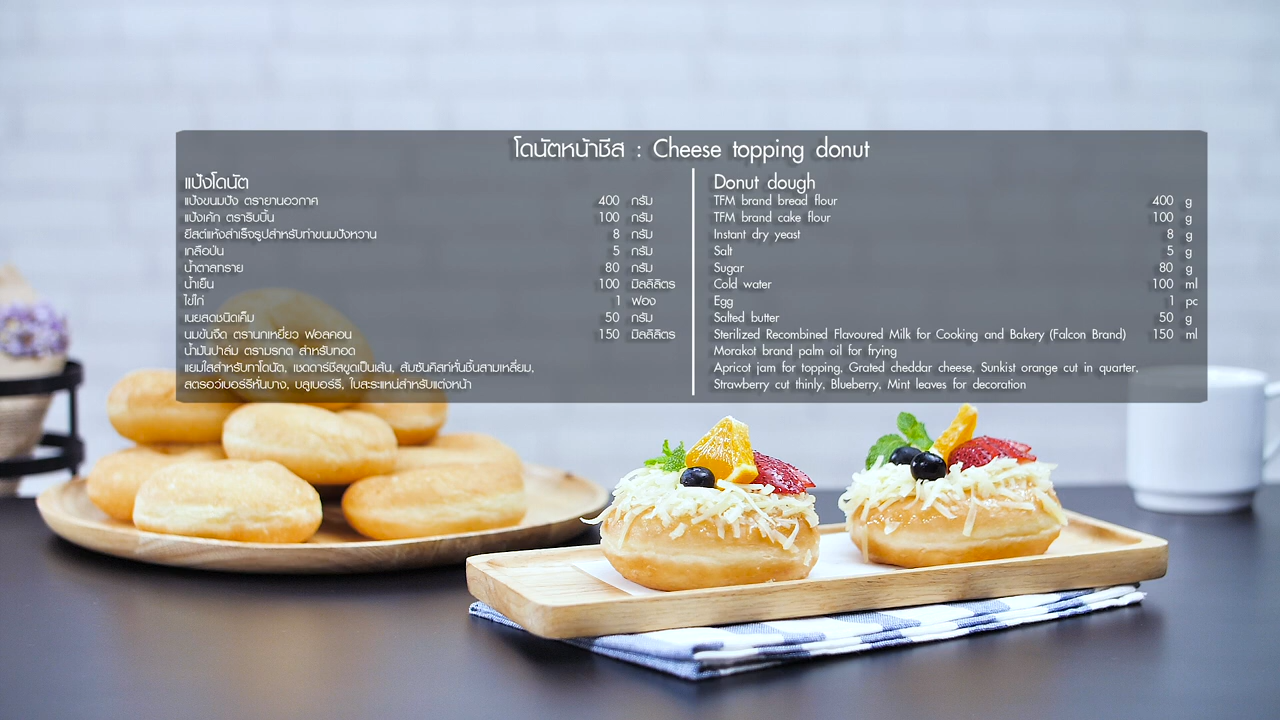 โดนัตหน้าชีส : Cheese topping donut
แป้งโดนัต
แป้งขนมปัง ตรายานอวกาศ 400 กรัม
แป้งเค้ก ตราริบบิ้น 100 กรัม
ยีสต์แห้งสำเร็จรูปสำหรับทำขนมปังหวาน 8 กรัม
เกลือป่น 5 กรัม
น้ำตาลทราย 80 กรัม
น้ำเย็น 100 มิลลิลิตร
ไข่ไก่ 1 ฟอง
เนยสดชนิดเค็ม 50 กรัม
นมข้นจืด ตรานกเหยี่ยว ฟอลคอน 150 มิลลิลิตร
น้ำมันปาล์ม ตรามรกต สำหรับทอด
แยมใสสำหรับทาโดนัต, เชดดาร์ชีสขูดเป็นเส้น, ส้มซันคิสท์หั่นชิ้นสามเหลี่ยม,
สตรอว์เบอร์รีหั่นบาง, บลูเบอร์รี, ใบสะระแหน่สำหรับแต่งหน้า
Donut dough
TFM brand bread flour 400 g
TFM brand cake flour 100 g
Instant dry yeast 8 g
Salt 5 g
Sugar 80 g
Cold water 100 ml
Egg 1 pc
Salted butter 50 g
Sterilized Recombined Flavoured Milk for Cooking and Bakery (Falcon Brand) 150 ml
Morakot brand palm oil for frying
Apricot jam for topping, Grated cheddar cheese, Sunkist orange cut in quarter,
Strawberry cut thinly, Blueberry, Mint leaves for decoration